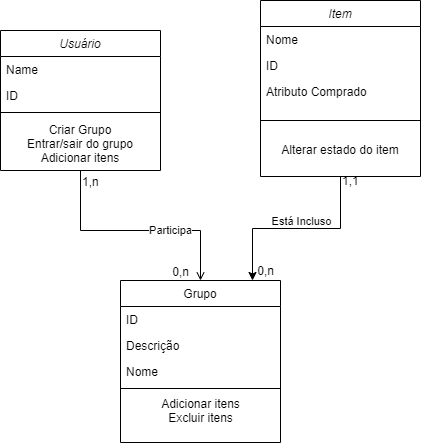 Usuário
Name
ID
Criar Grupo
Entrar/sair do grupo
Adicionar itens
Item
Nome
ID
Atributo Comprado
Alterar estado do item
1,n
1,1
Participa
Está Incluso
0,n
0,n
Grupo
ID
Descrição
Nome
Adicionar itens
Excluir itens